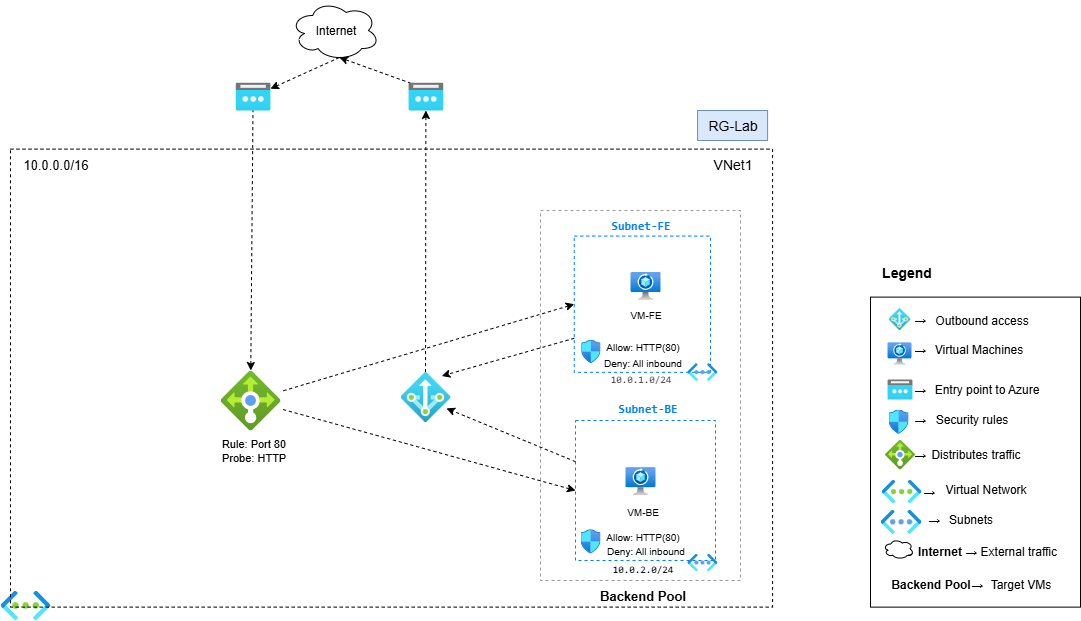 Internet
RG-Lab
10.0.0.0/16
VNet1
Subnet-FE
VM-FE
Allow: HTTP(80)
Deny: All inbound
10.0.1.0/24
Rule: Port 80
Probe: HTTP
Subnet-BE
VM-BE
Allow: HTTP(80)
Deny: All inbound
10.0.2.0/24
Backend Pool
Legend
→ Outbound access
→ Virtual Machines
→ Entry point to Azure
→ Security rules
→ Distributes traffic
→ Virtual Network
→ Subnets
Internet → External traffic
Backend Pool → Target VMs